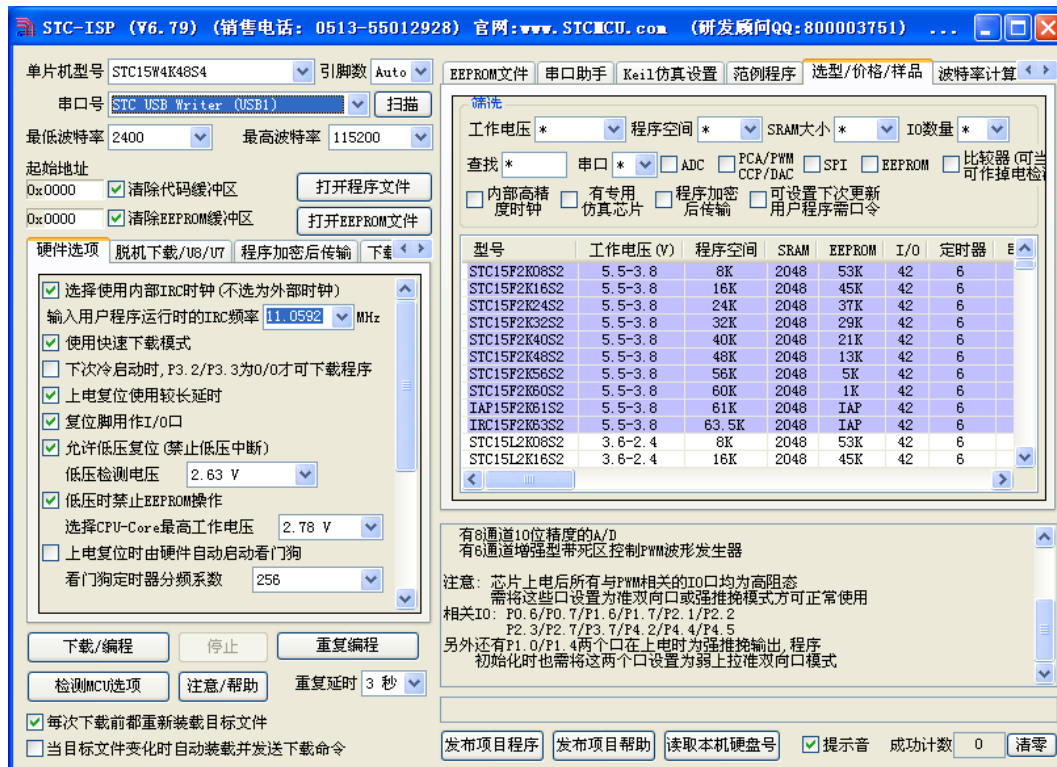 STC-ISP (V6.79) (销售电话: 0513-55012928) 官网:www.STCMCU.com (研发顾问QQ:800003751) ...
单片机型号 STC15W4K48S4 引脚数 Auto
串口号 STC USB Writer (USB1) 扫描
最低波特率 2400 最高波特率 115200
起始地址
0x0000 清除代码缓冲区 打开程序文件
0x0000 清除EEPROM缓冲区 打开EEPROM文件
硬件选项 脱机下载/U8/U7 程序加密后传输
选择使用内部IRC时钟(不选为外部时钟)
输入用户程序运行时的IRC频率 11.0592 MHz
使用快速下载模式
下次冷启动时,P3.2/P3.3为0/0才可下载程序
上电复位使用较长延时
复位脚用作I/O口
允许低压复位(禁止低压中断)
低压检测电压 2.63 V
低压时禁止EEPROM操作
选择CPU-Core最高工作电压 2.78 V
上电复位时由硬件自动启动看门狗
看门狗定时器分频系数 256
下载/编程 停止 重复编程
检测MCU选项 注意/帮助 重复延时 3 秒
每次下载前都重新装载目标文件
当目标文件变化时自动装载并发送下载命令
EEPROM文件 串口助手 Keil仿真设置 范例程序 选型/价格/样品 波特率计算
筛选
工作电压 * 程序空间 * SRAM大小 * IO数量 *
查找 * 串口 * ADC PCA/PWM CCP/DAC SPI EEPROM 比较器(可当 可作掉电检
内部高精度时钟 有专用仿真芯片 程序加密后传输 可设置下次更新用户程序需口令
型号 工作电压(V) 程序空间 SRAM EEPROM I/O 定时器
STC15F2K08S2 5.5-3.8 8K 2048 53K 42 6
STC15F2K16S2 5.5-3.8 16K 2048 45K 42 6
STC15F2K24S2 5.5-3.8 24K 2048 37K 42 6
STC15F2K32S2 5.5-3.8 32K 2048 29K 42 6
STC15F2K40S2 5.5-3.8 40K 2048 21K 42 6
STC15F2K48S2 5.5-3.8 48K 2048 13K 42 6
STC15F2K56S2 5.5-3.8 56K 2048 5K 42 6
STC15F2K60S2 5.5-3.8 60K 2048 1K 42 6
IAP15F2K61S2 5.5-3.8 61K 2048 IAP 42 6
IRC15F2K63S2 5.5-3.8 63.5K 2048 IAP 42 6
STC15L2K08S2 3.6-2.4 8K 2048 53K 42 6
STC15L2K16S2 3.6-2.4 16K 2048 45K 42 6
有8通道10位精度的A/D
有6通道增强型带死区控制PWM波形发生器
注意: 芯片上电后所有与PWM相关的IO口均为高阻态
需将这些口设置为准双向口或强推挽模式方可正常使用
相关IO: P0.6/P0.7/P1.6/P1.7/P2.1/P2.2
P2.3/P2.7/P3.7/P4.2/P4.4/P4.5
另外还有P1.0/P1.4两个口在上电时为强推挽输出,程序
初始化时也需将这两个口设置为弱上拉准双向口模式
发布项目程序 发布项目帮助 读取本机硬盘号 提示音 成功计数 0 清零